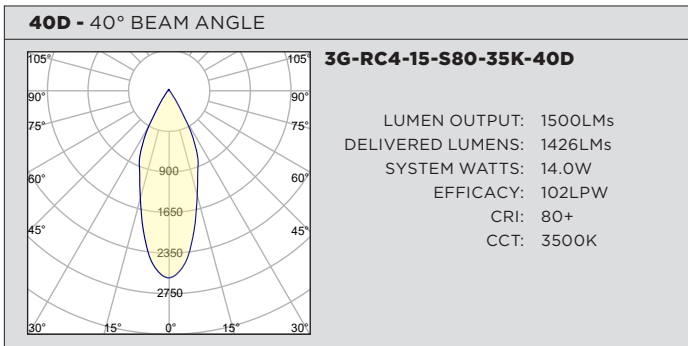 40D - 40° BEAM ANGLE
3G-RC4-15-S80-35K-40D
LUMEN OUTPUT: 1500LMs
DELIVERED LUMENS: 1426LMs
SYSTEM WATTS: 14.0W
EFFICACY: 102LPW
CRI: 80+
CCT: 3500K
105° 105°
90° 90°
75° 75°
60° 60°
45° 45°
900
1650
2350
2750
30° 15° 0° 15° 30°